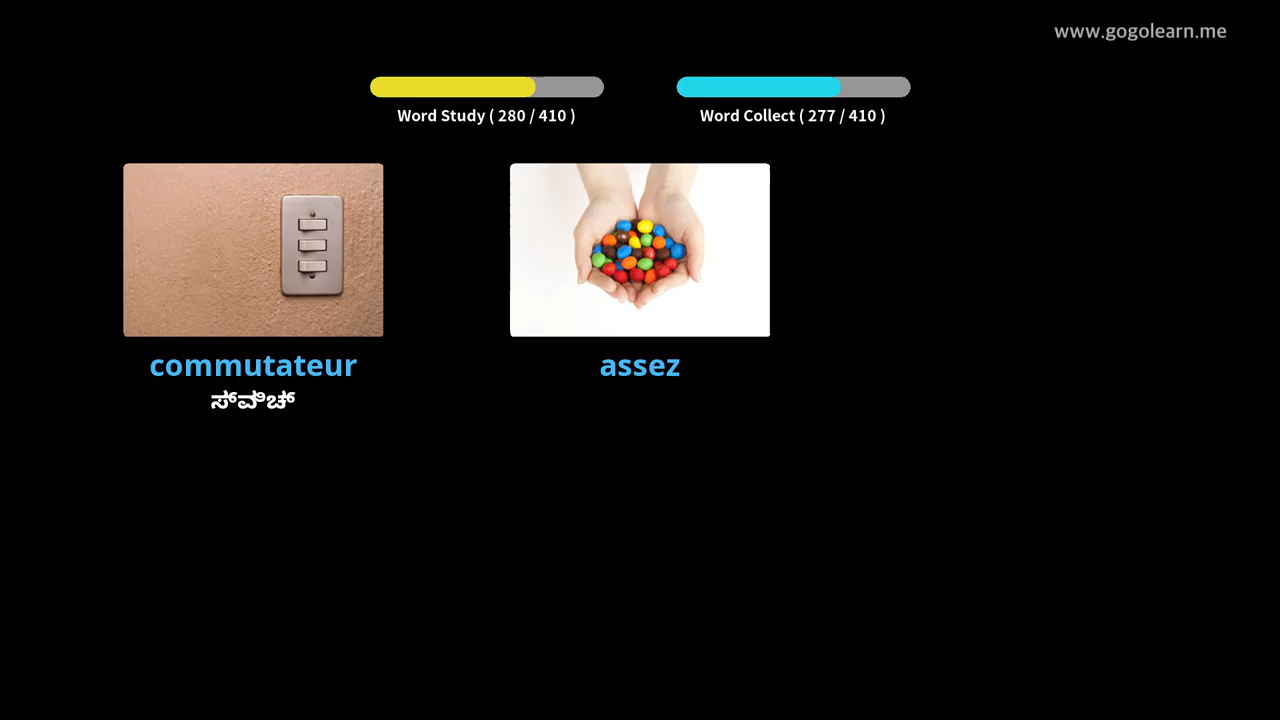 www.gogolearn.me
Word Study ( 280 / 410 )
Word Collect ( 277 / 410 )
commutateur
ಸ್ವಿಚ್
assez